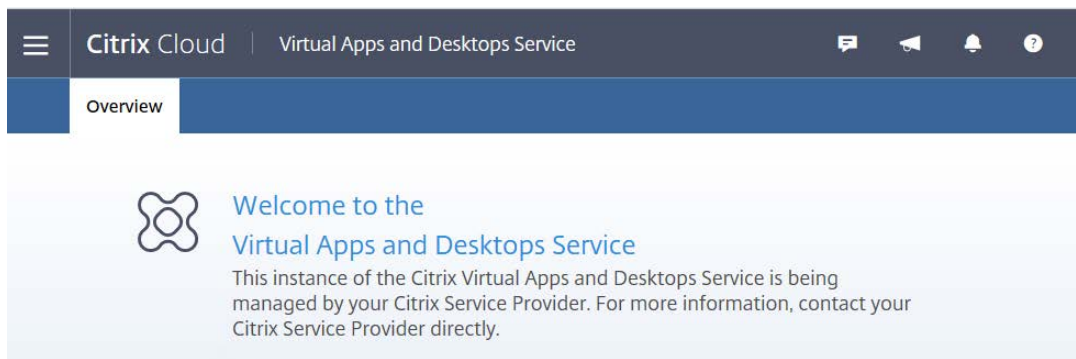 Citrix Cloud Virtual Apps and Desktops Service
Overview
Welcome to the
Virtual Apps and Desktops Service
This instance of the Citrix Virtual Apps and Desktops Service is being
managed by your Citrix Service Provider. For more information, contact your
Citrix Service Provider directly.